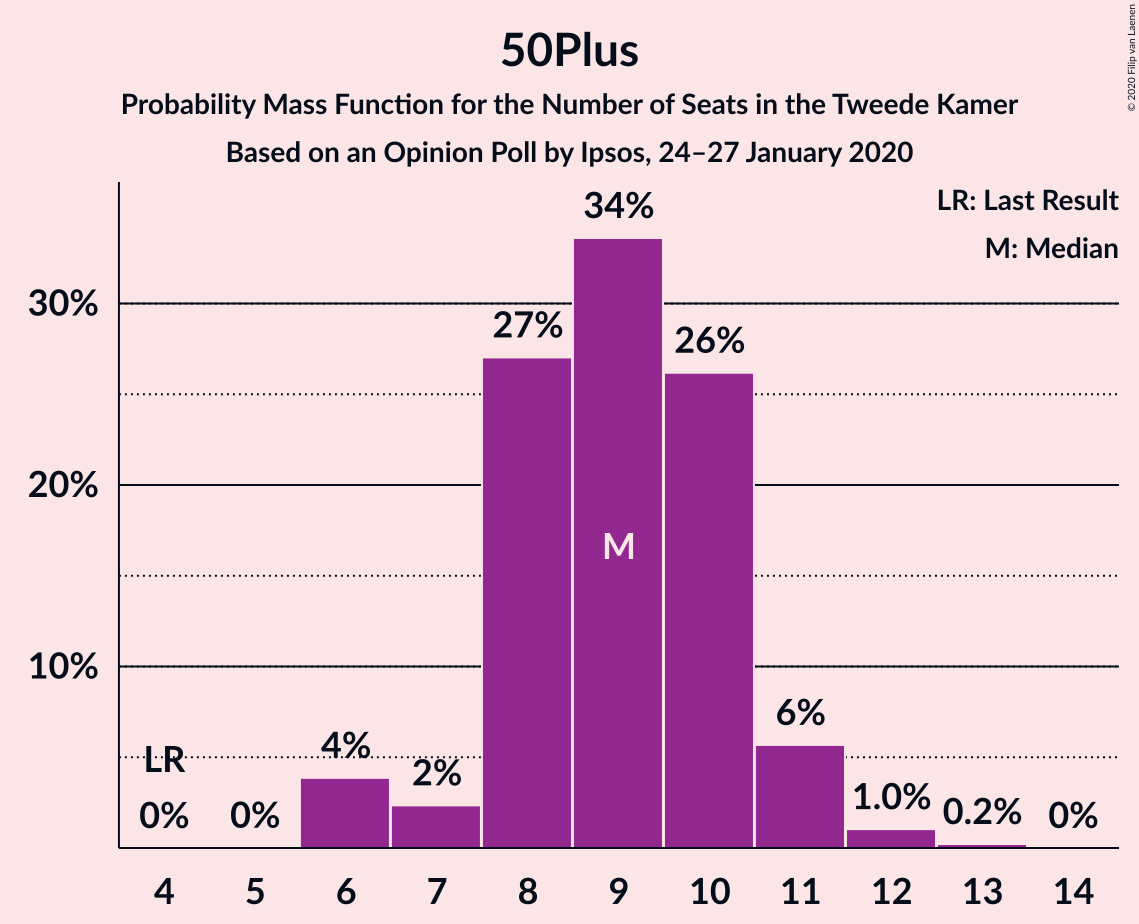 50Plus
Probability Mass Function for the Number of Seats in the Tweede Kamer
Based on an Opinion Poll by Ipsos, 24–27 January 2020
© 2020 Filip van Laenen
LR: Last Result
M: Median
30%
20%
10%
LR
0%
0%
4%
2%
27%
34%
M
26%
6%
1.0%
0.2%
0%
4 5 6 7 8 9 10 11 12 13 14